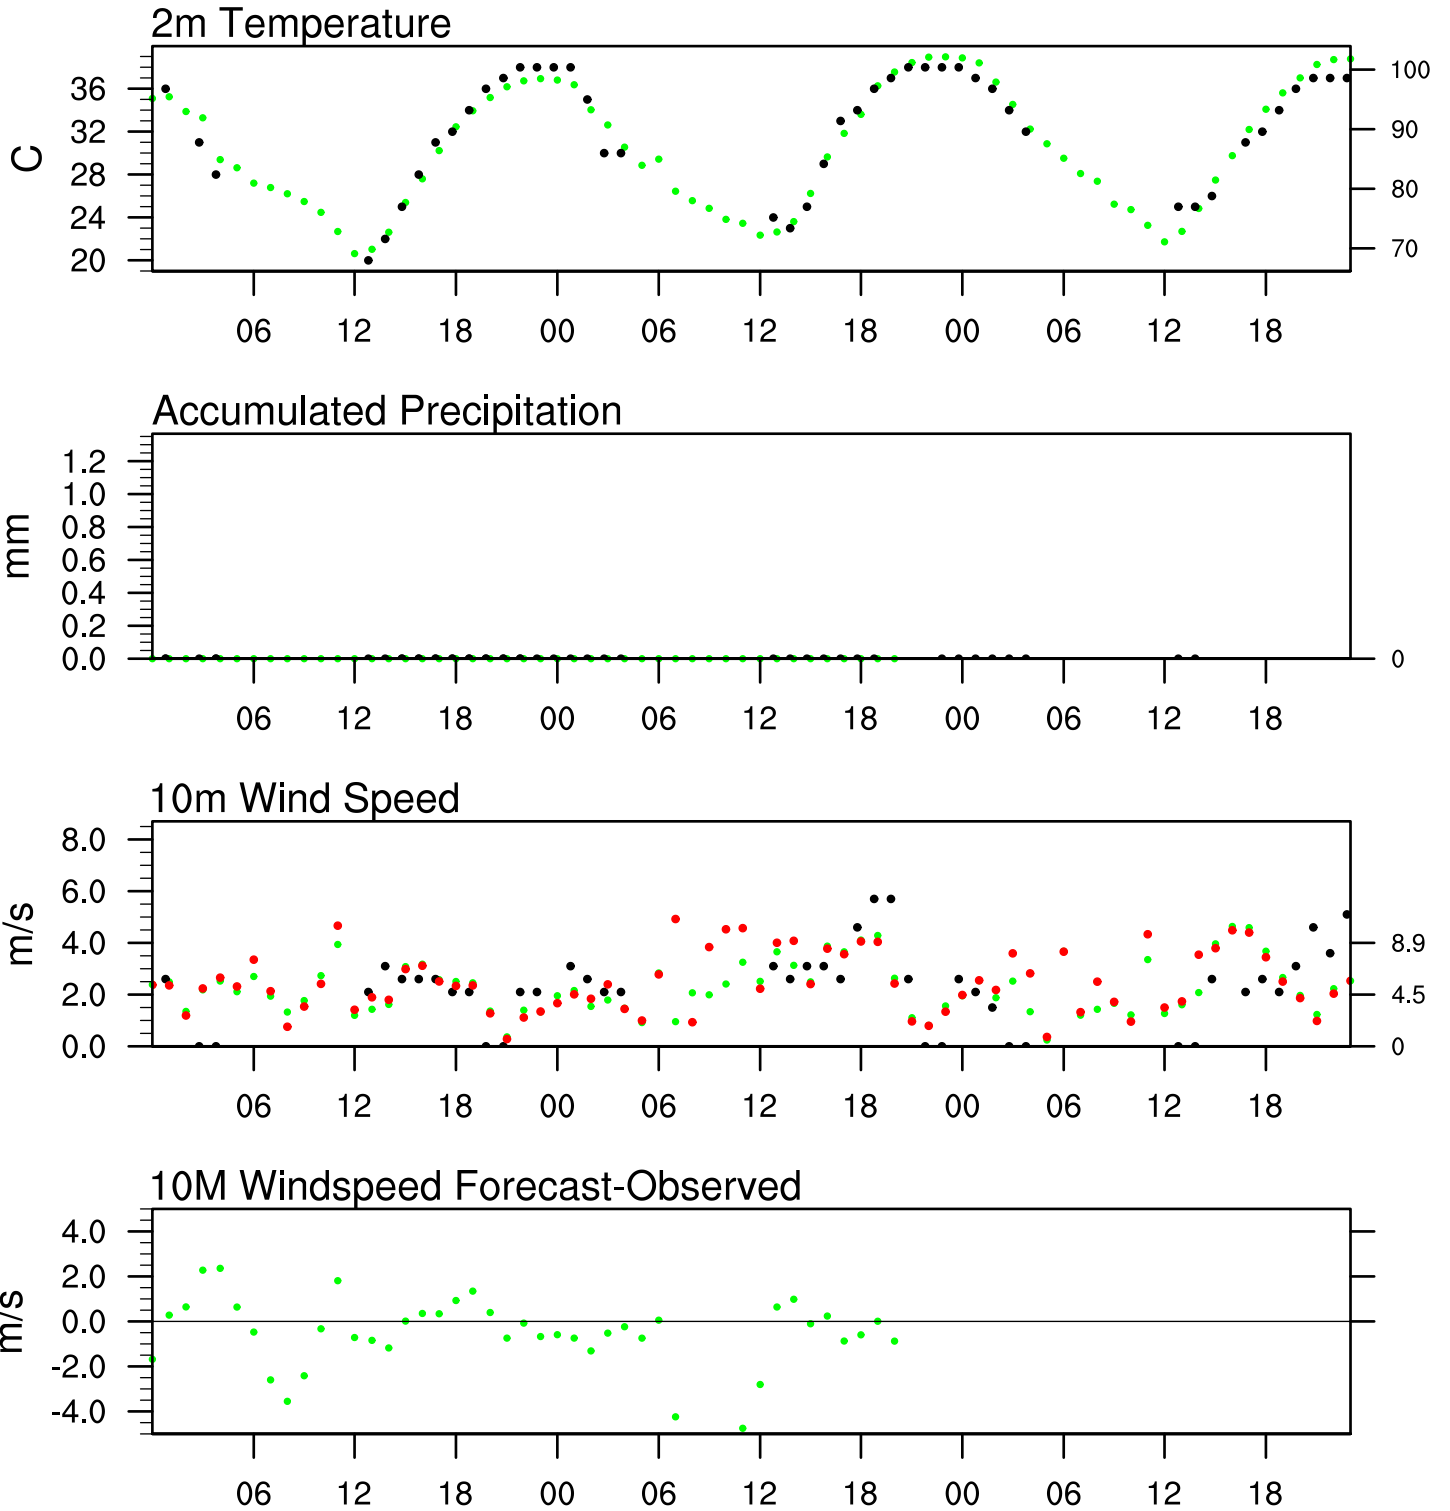 2m Temperature
C
36
32
28
24
20
100
90
80
70
06 12 18 00 06 12 18 00 06 12 18
Accumulated Precipitation
mm
1.2
1.0
0.8
0.6
0.4
0.2
0.0
0
06 12 18 00 06 12 18 00 06 12 18
10m Wind Speed
m/s
8.0
6.0
4.0
2.0
0.0
8.9
4.5
0
06 12 18 00 06 12 18 00 06 12 18
10M Windspeed Forecast-Observed
m/s
4.0
2.0
0.0
-2.0
-4.0
06 12 18 00 06 12 18 00 06 12 18